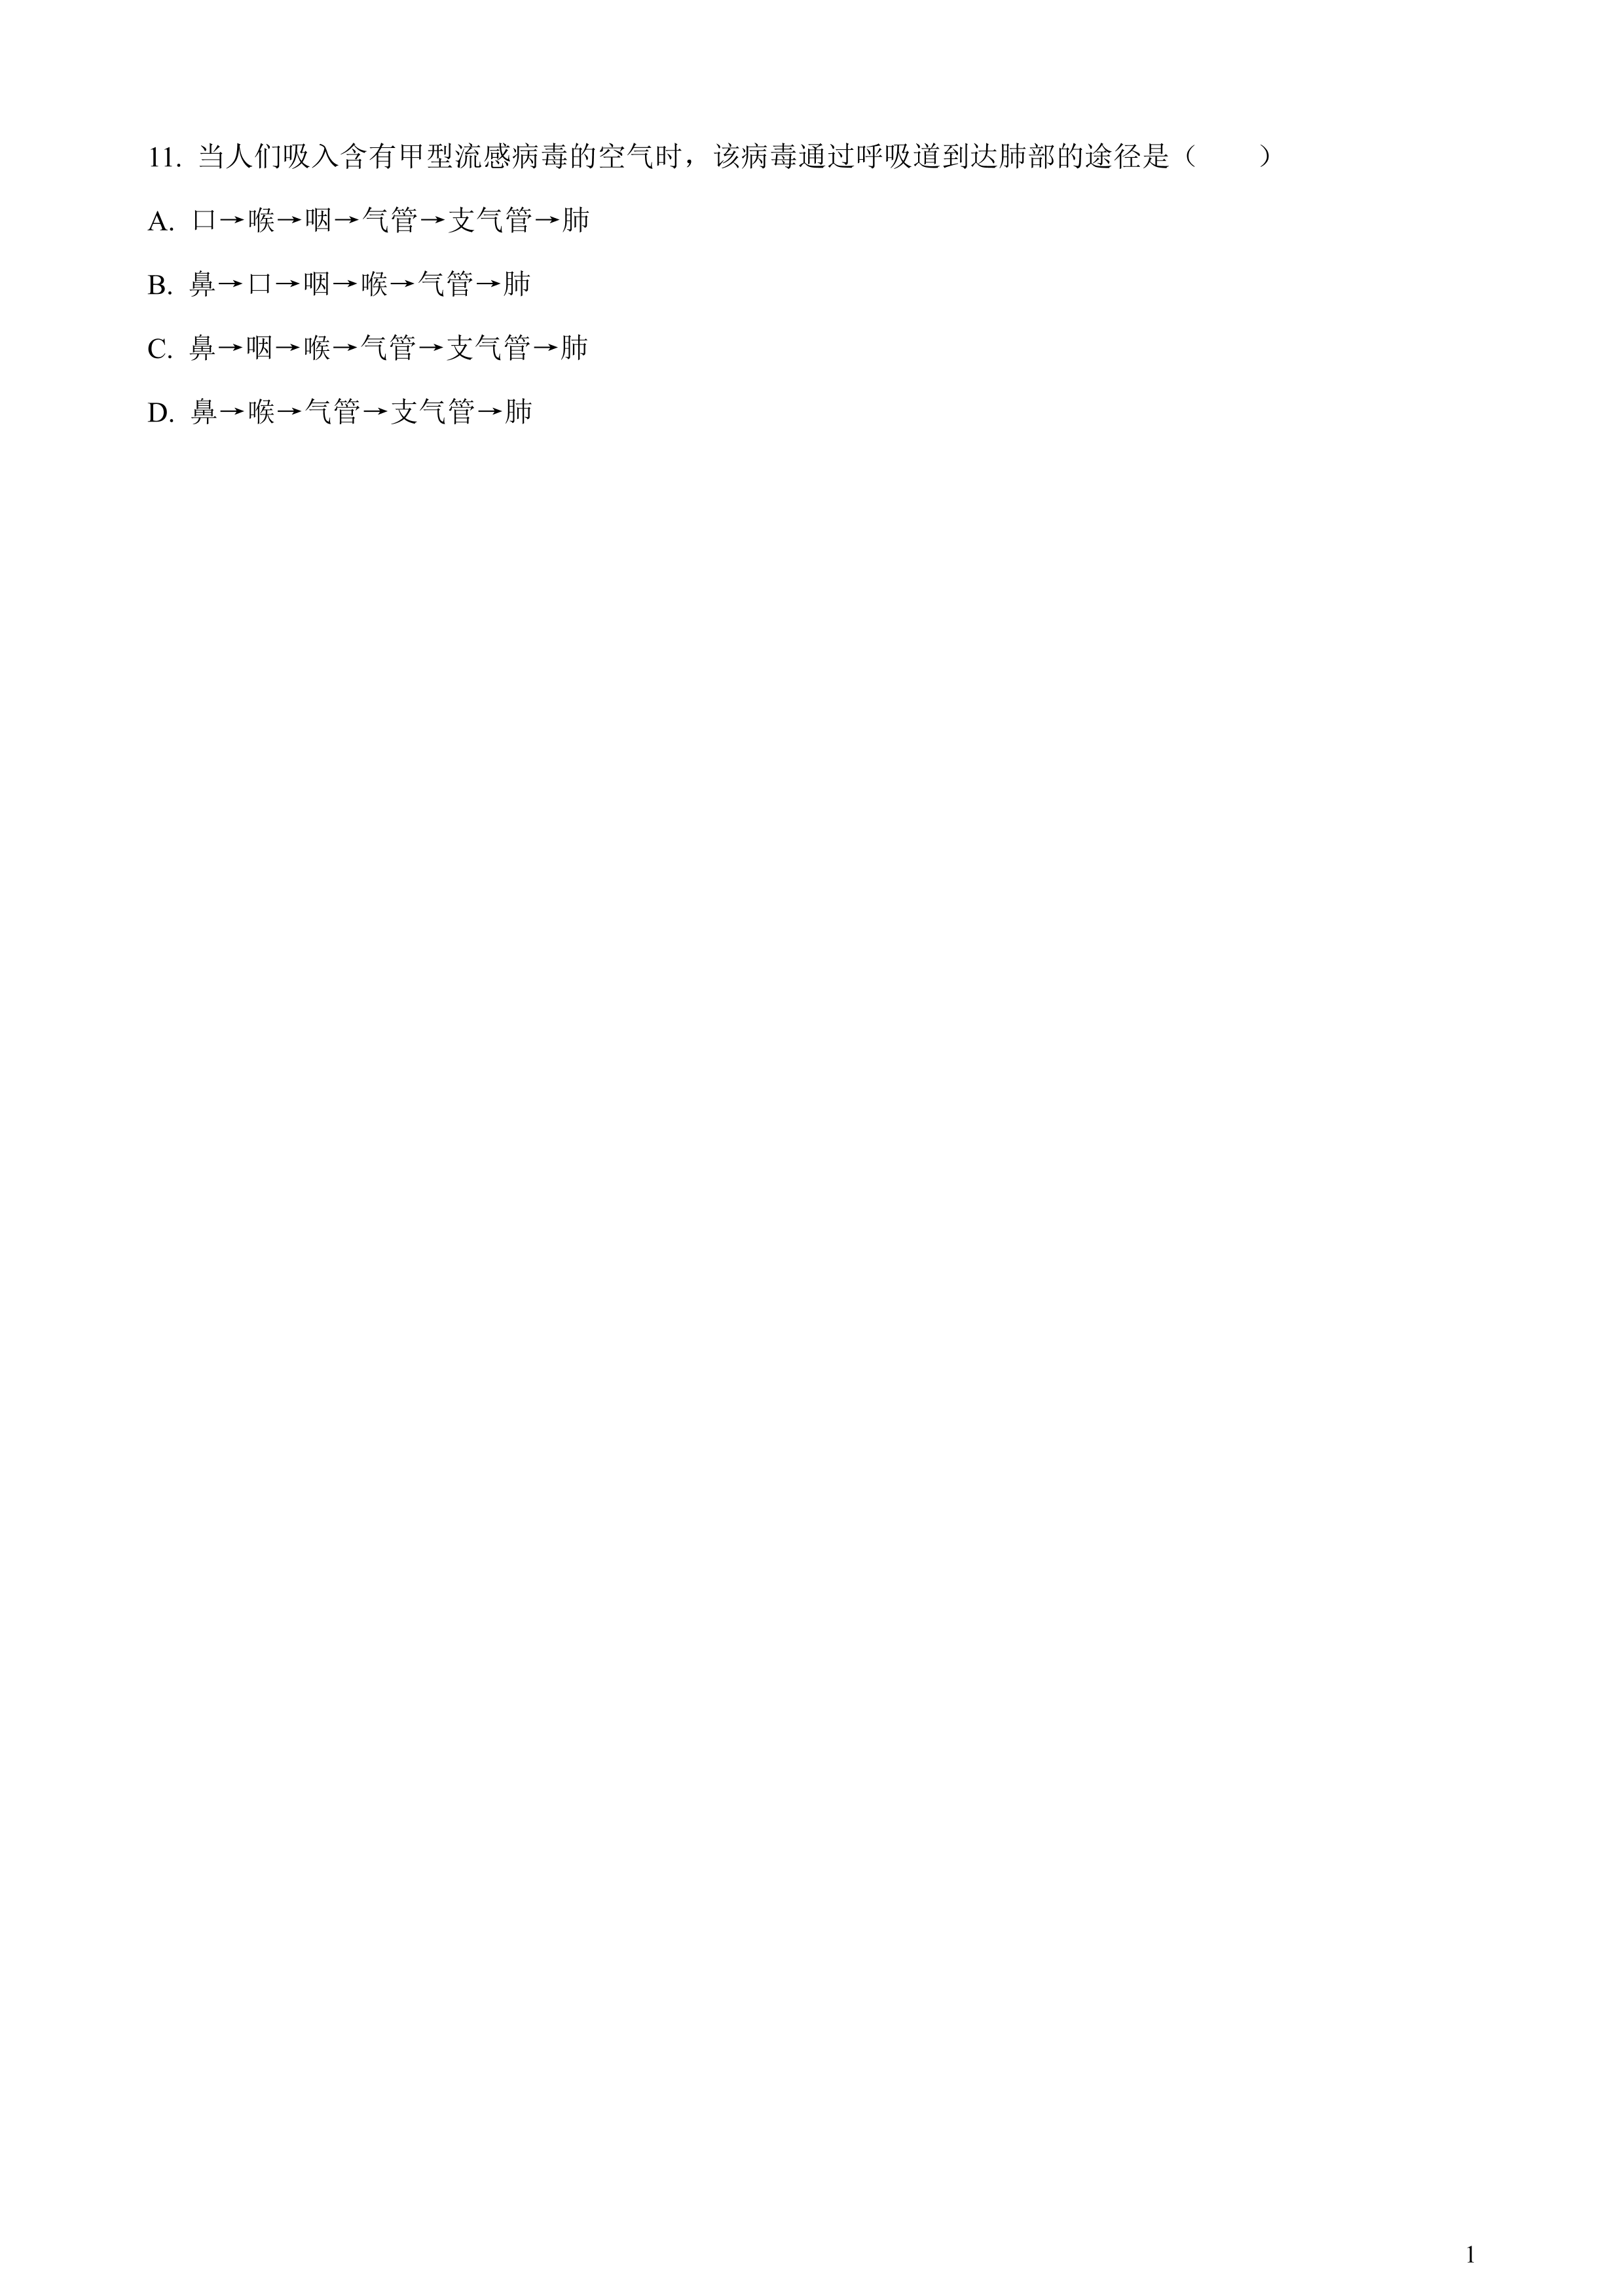 11. 当人们吸入含有甲型流感病毒的空气时，该病毒通过呼吸道到达肺部的途径是（　　）
A. 口→喉→咽→气管→支气管→肺
B. 鼻→口→咽→喉→气管→肺
C. 鼻→咽→喉→气管→支气管→肺
D. 鼻→喉→气管→支气管→肺
1